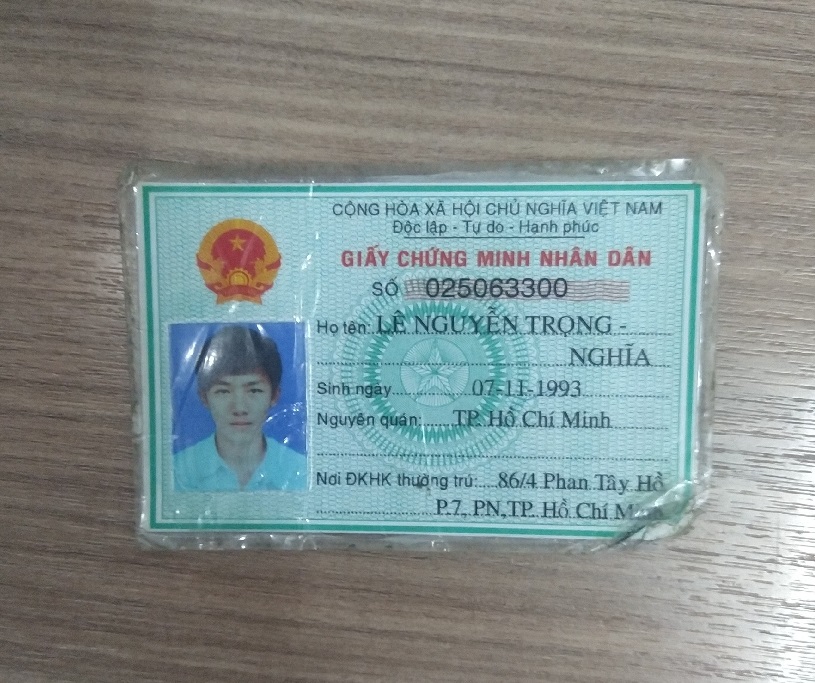 CỘNG HÒA XÃ HỘI CHỦ NGHĨA VIỆT NAM
Độc lập - Tự do - Hạnh phúc
GIẤY CHỨNG MINH NHÂN DÂN
SỐ 025063300
Họ tên: LÊ NGUYỄN TRỌNG -
NGHĨA
Sinh ngày 07-11-1993
Nguyên quán: TP. Hồ Chí Minh
Nơi ĐKHK thường trú: 86/4 Phan Tây Hồ
P.7, PN, TP. Hồ Chí